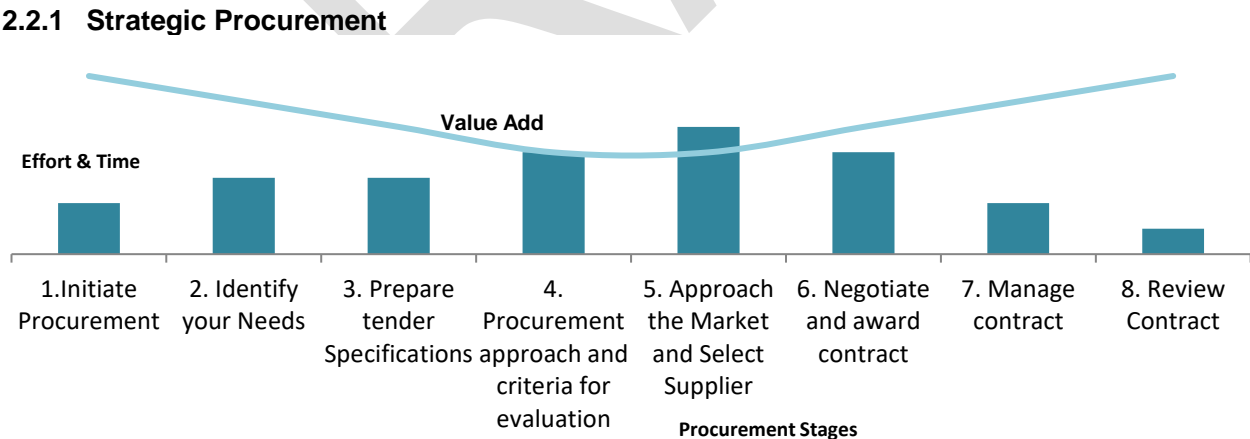 2.2.1 Strategic Procurement
Value Add
Effort & Time
1.Initiate
Procurement
2. Identify
your Needs
3. Prepare
tender
Specifications
4.
Procurement
approach and
criteria for
evaluation
5. Approach
the Market
and Select
Supplier
6. Negotiate
and award
contract
7. Manage
contract
8. Review
Contract
Procurement Stages